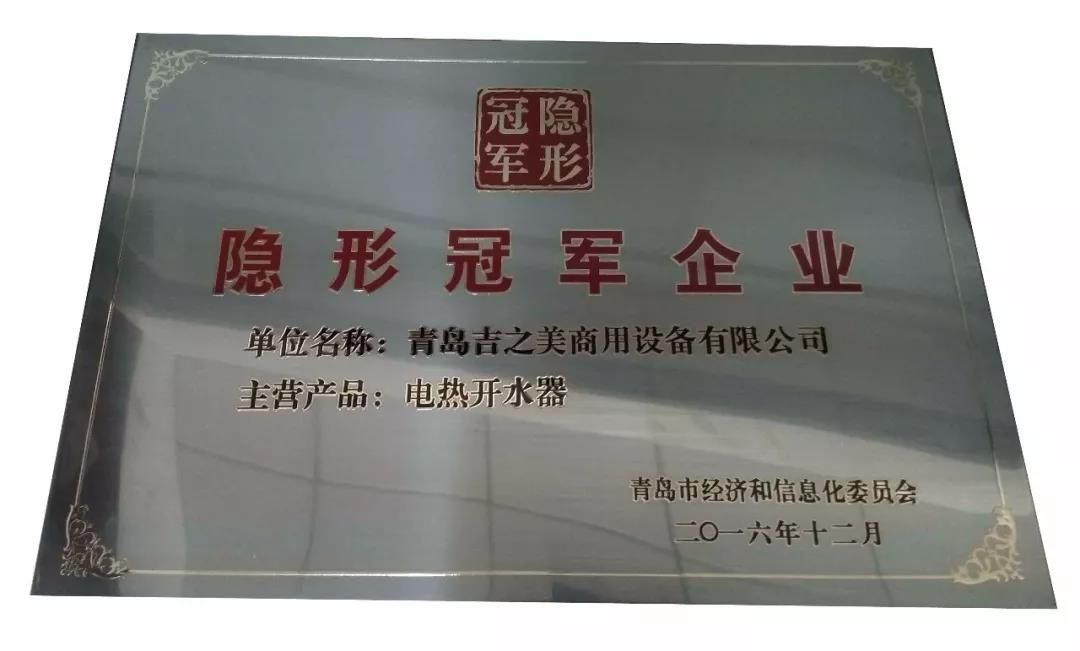 隐形
冠军
隐形冠军企业
单位名称：青岛吉之美商用设备有限公司
主营产品：电热开水器
青岛市经济和信息化委员会
二〇一六年十二月